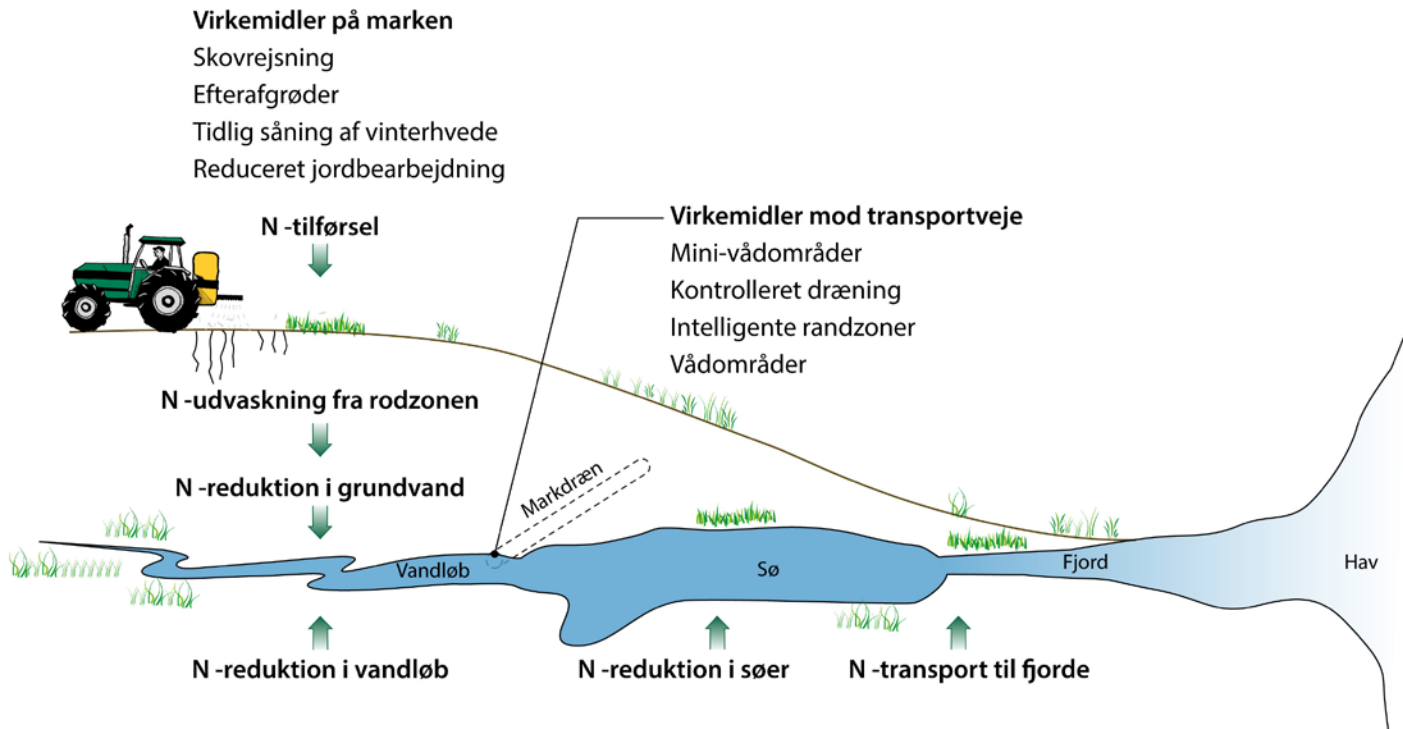 Virkemidler på marken
Skovrejsning
Efterafgrøder
Tidlig såning af vinterhvede
Reduceret jordbearbejdning
N -tilførsel
Virkemidler mod transportveje
Mini-vådområder
Kontrolleret dræning
Intelligente randzoner
Vådområder
N -udvaskning fra rodzonen
N -reduktion i grundvand
Markdræn
Vandløb
Sø
Fjord
Hav
N -reduktion i vandløb
N -reduktion i søer
N -transport til fjorde